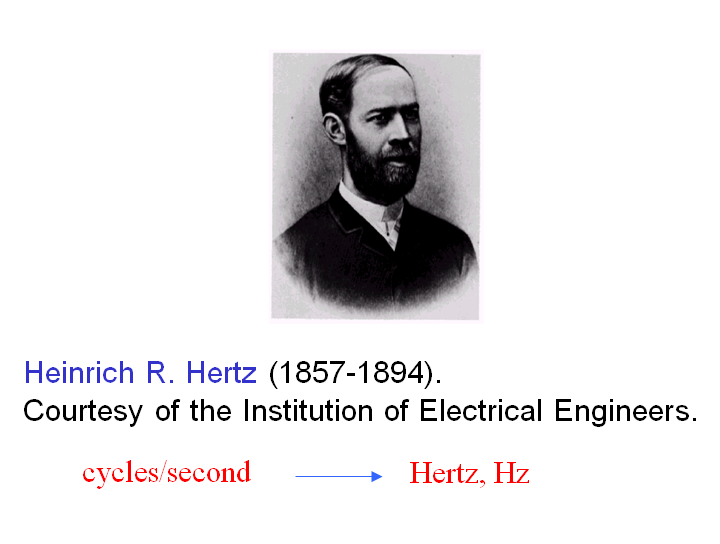 Heinrich R. Hertz (1857-1894).
Courtesy of the Institution of Electrical Engineers.
cycles/second Hertz, Hz